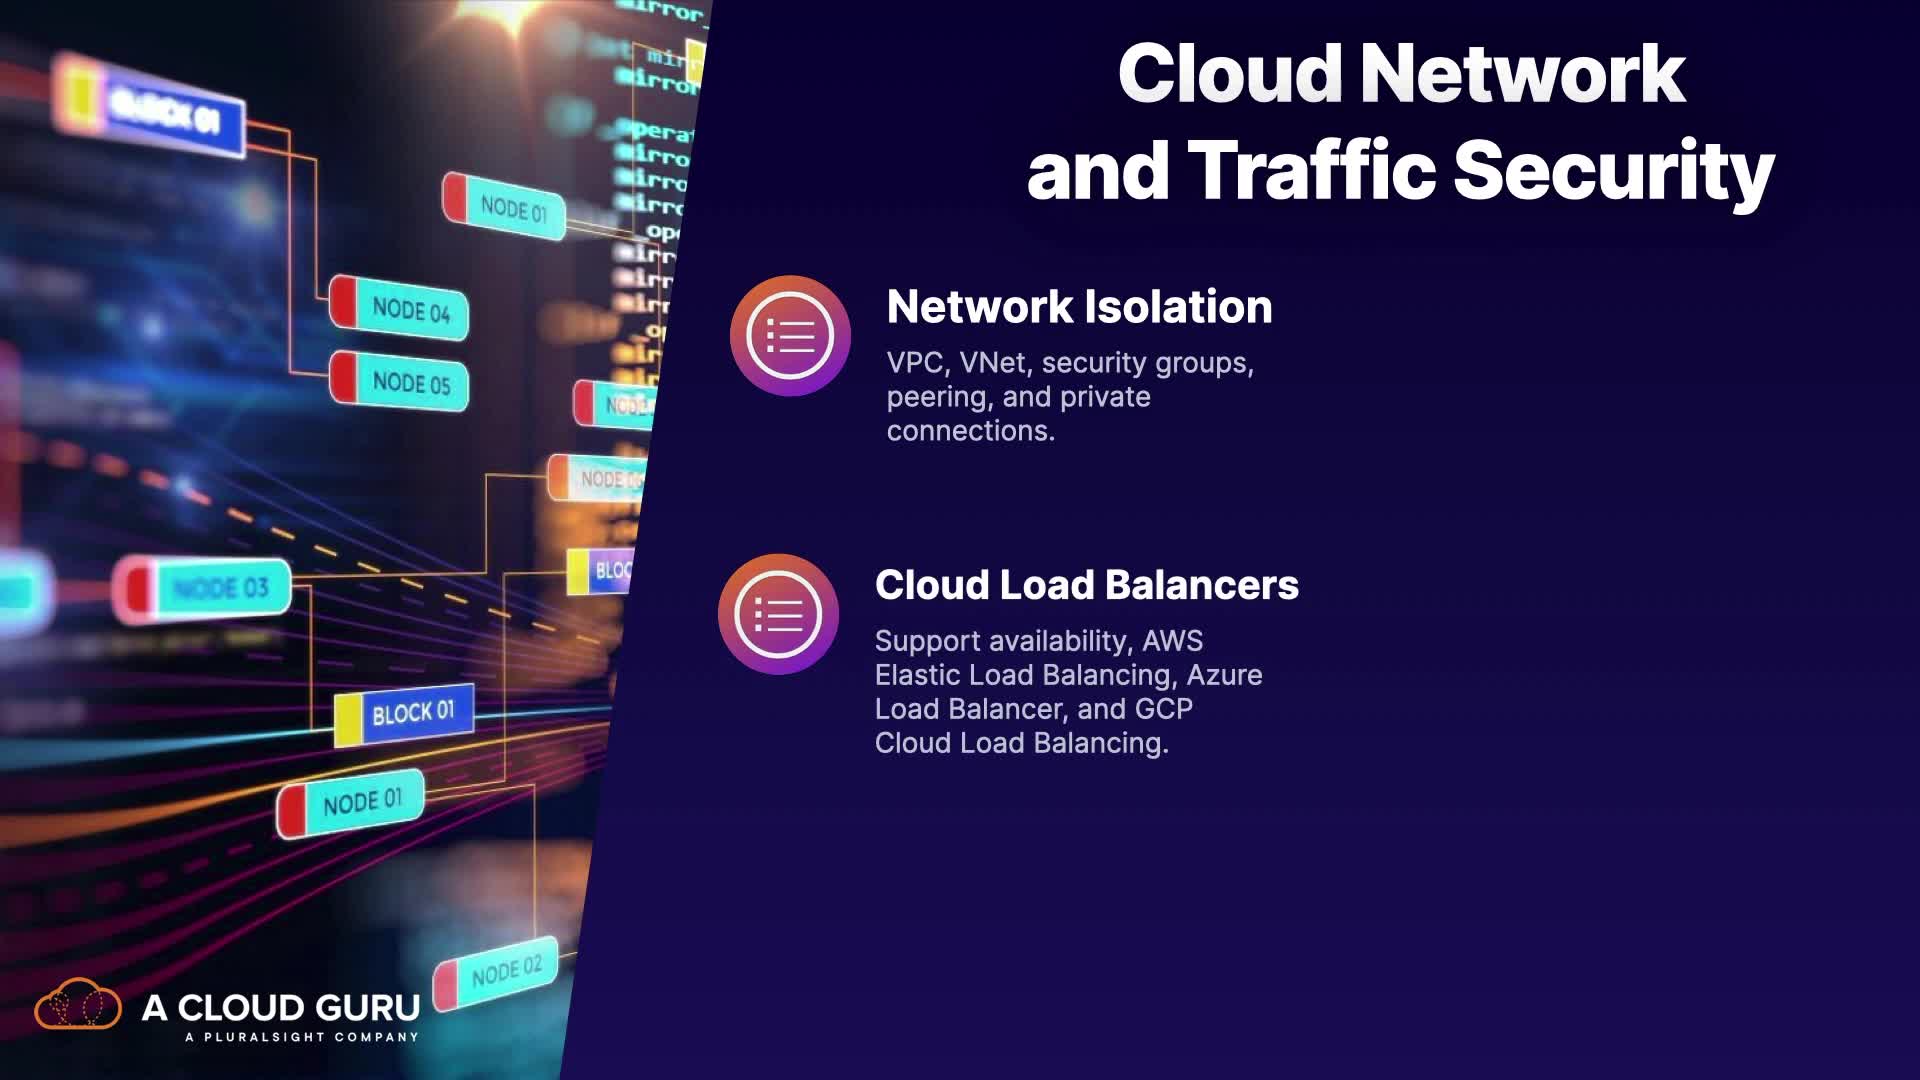 Cloud Network
and Traffic Security
Network Isolation
VPC, VNet, security groups,
peering, and private
connections.
Cloud Load Balancers
Support availability, AWS
Elastic Load Balancing, Azure
Load Balancer, and GCP
Cloud Load Balancing.
BLOCK 01
NODE 01
NODE 04
NODE 05
NODE 03
BLOCK 01
NODE 01
NODE 02
A CLOUD GURU
A PLURALSIGHT COMPANY